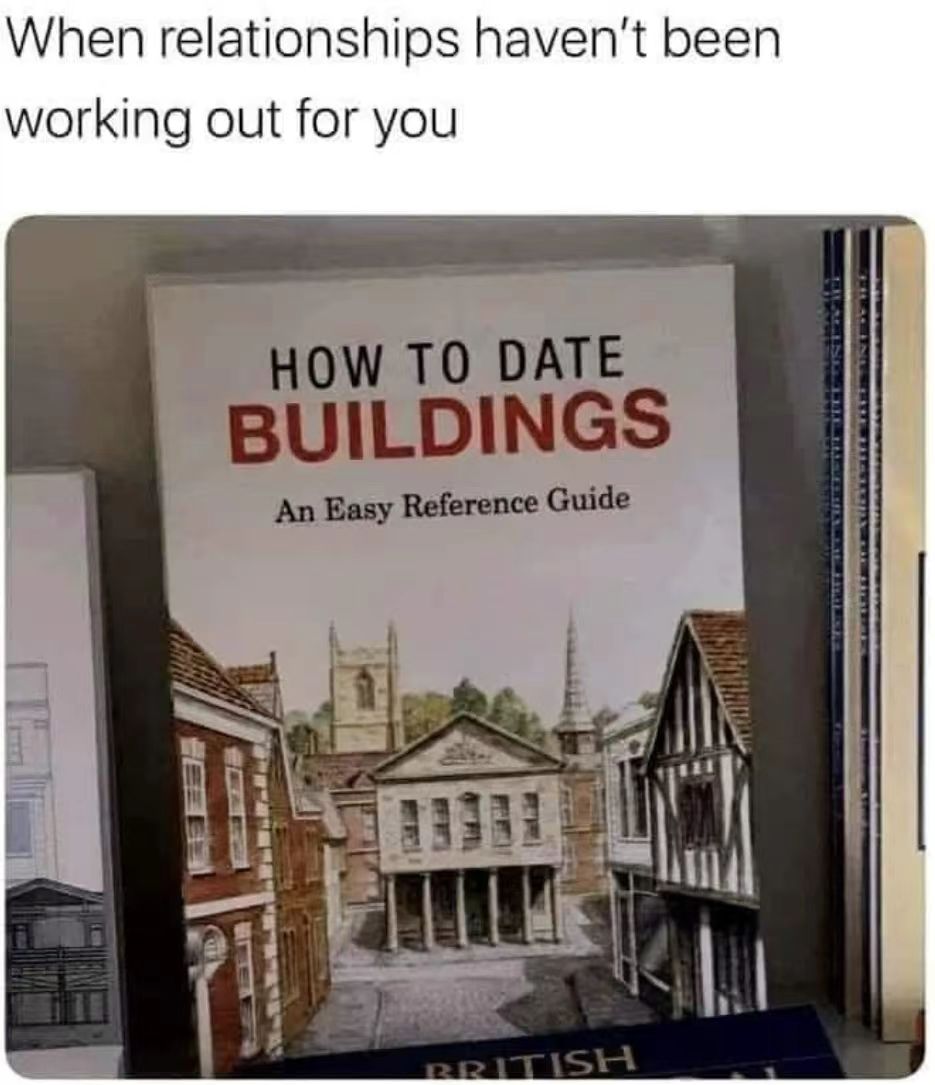 When relationships haven't been
working out for you
HOW TO DATE
BUILDINGS
An Easy Reference Guide
BRITISH